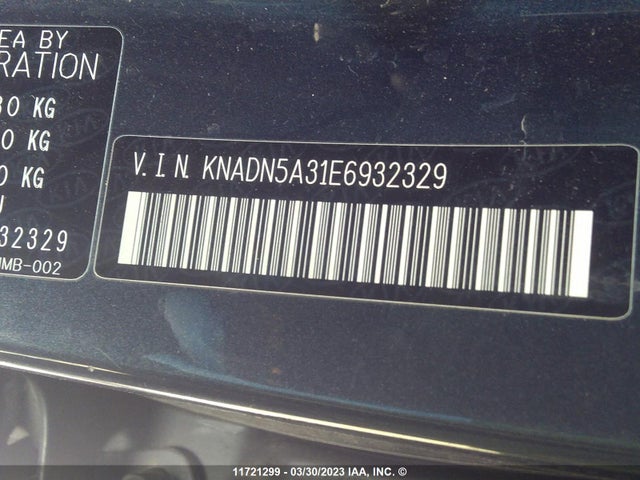 EA BY
RATION
30 KG
0 KG
0 KG
V.I.N. KNADN5A31E6932329
32329
MB-002
11721299 - 03/30/2023 IAA, INC. ©